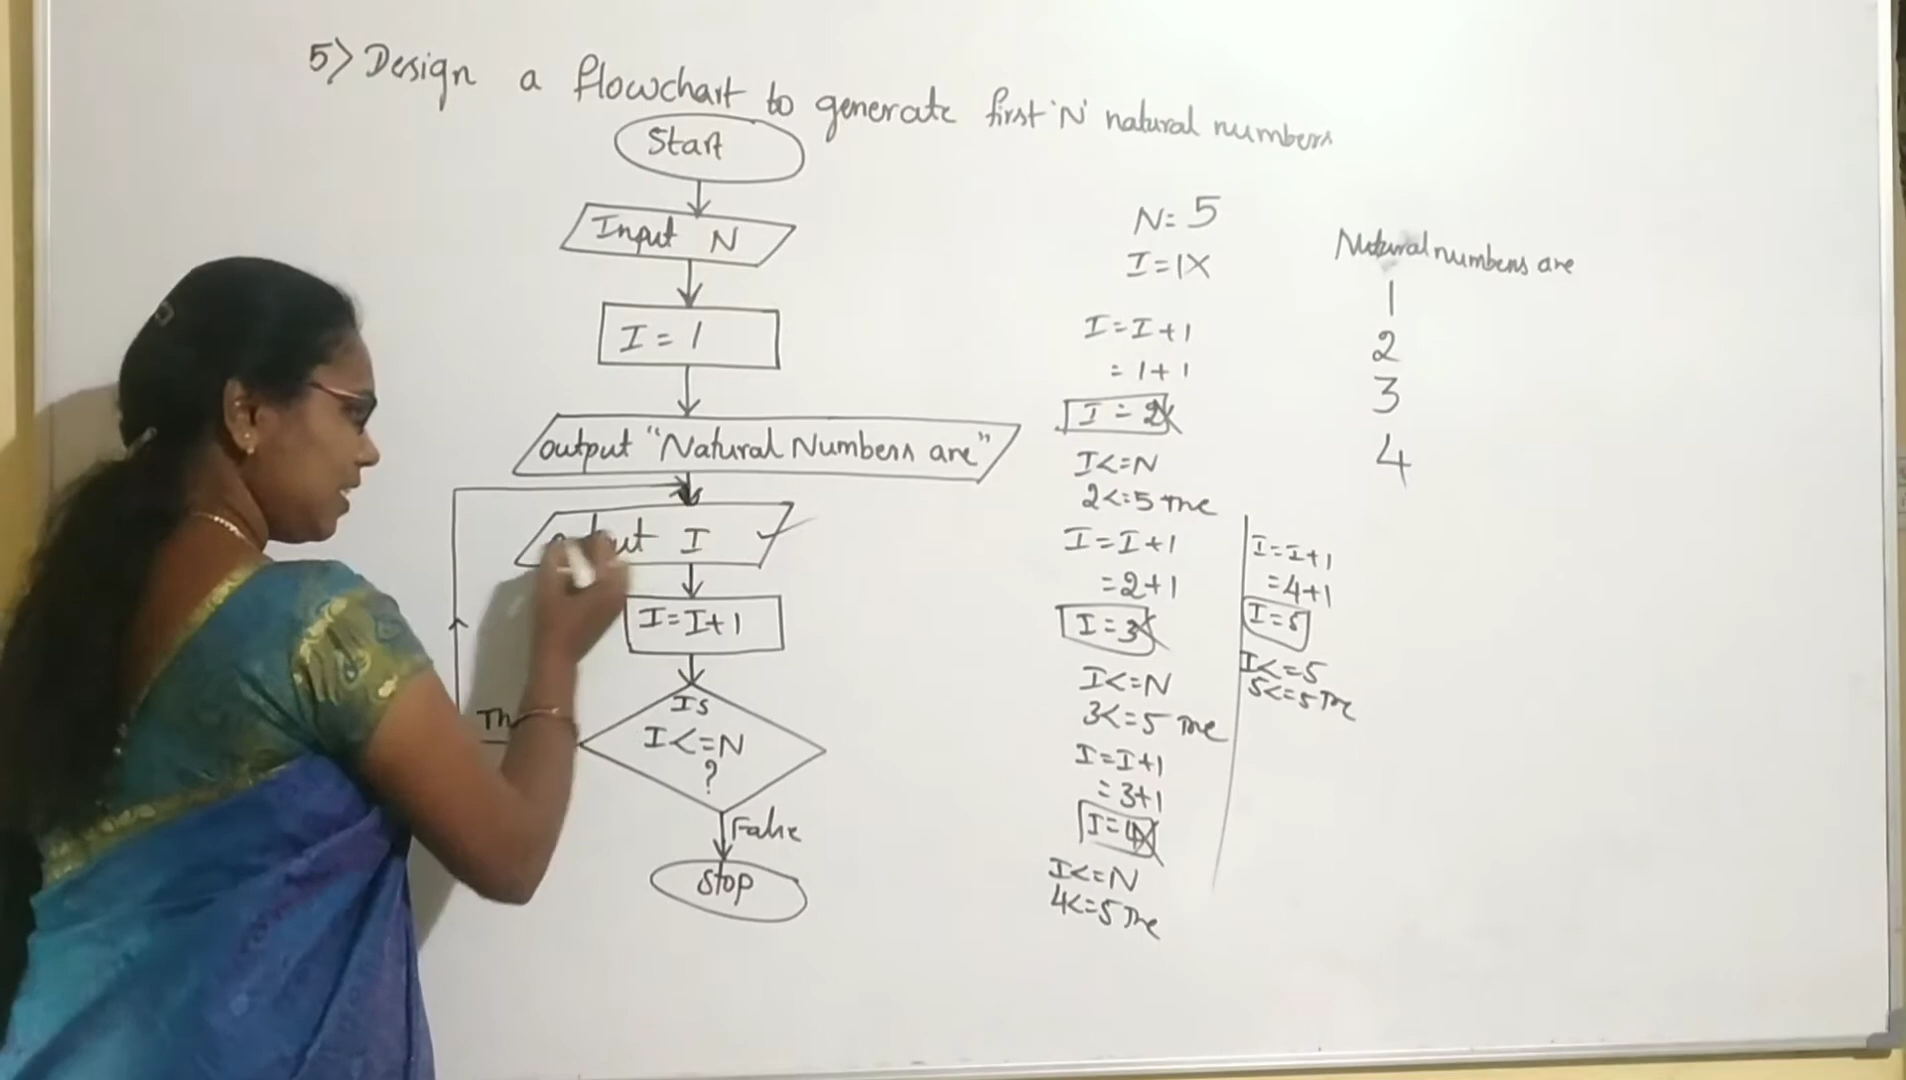 5) Design a flowchart to generate first 'N' natural numbers
Start
Input N
I = 1
output "Natural Numbers are"
output I
I=I+1
Is
I<=N
?
False
Stop
N= 5
I=1X
I=I+1
=1+1
I=2
I<=N
2<=5 True
I=I+1
=2+1
I=3
I<=N
3<=5 True
I=I+1
=3+1
I=4
I<=N
4<=5 True
I=I+1
=4+1
I=5
I<=5
5<=5 True
Natural numbers are
1
2
3
4